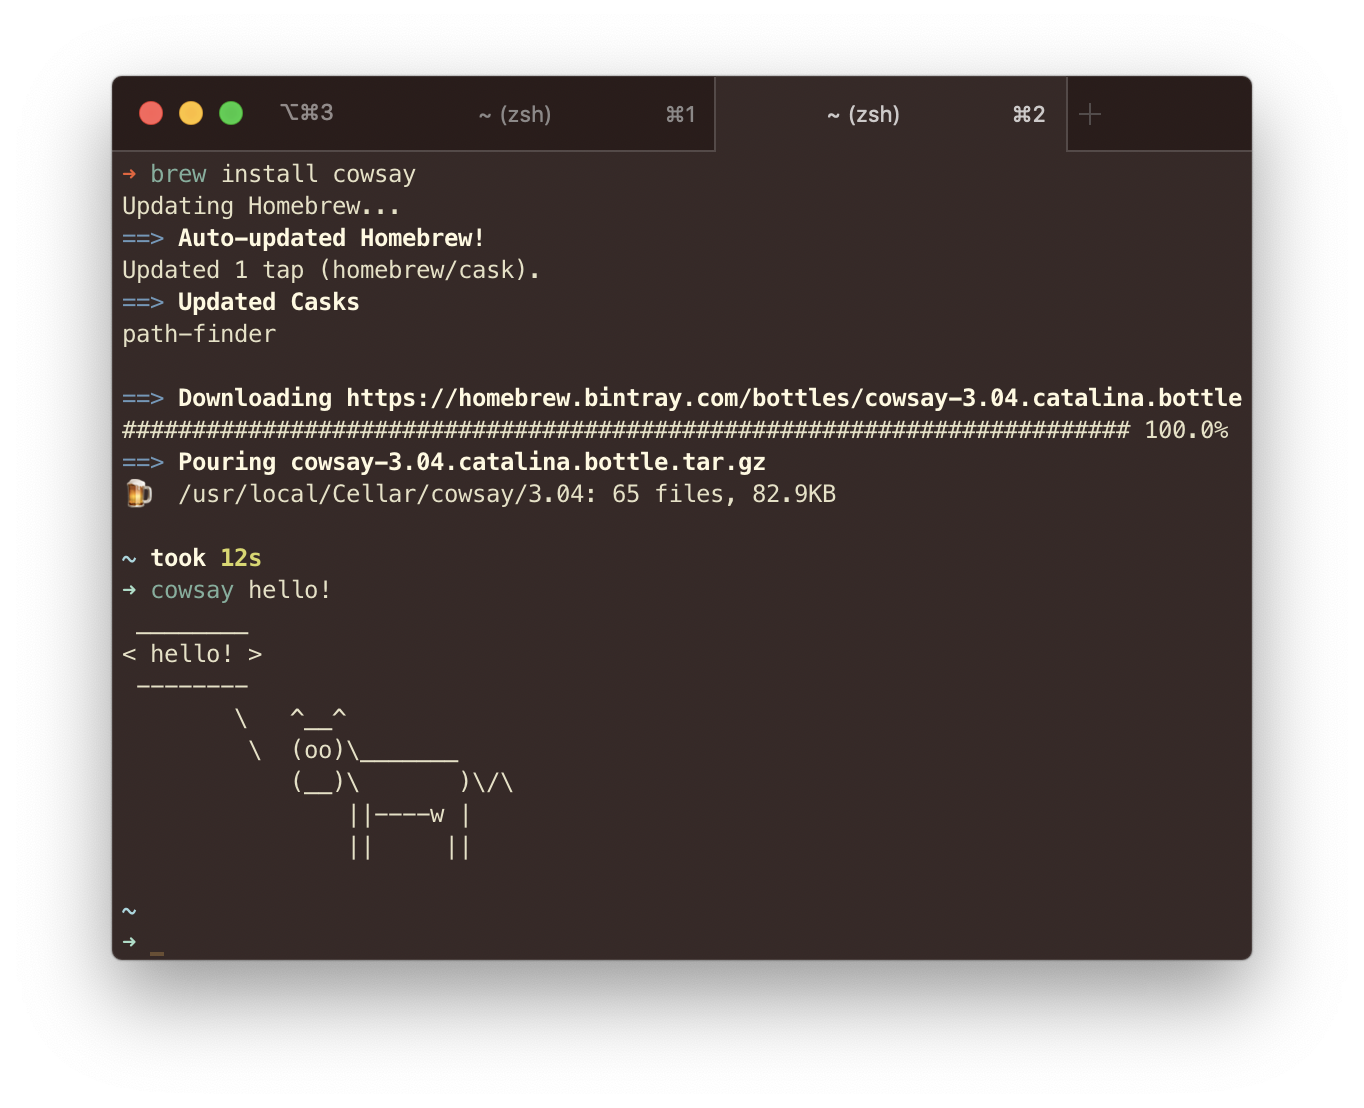 ⌥⌘3 ~ (zsh) ⌘1 ~ (zsh) ⌘2 +
➜ brew install cowsay
Updating Homebrew...
==> Auto-updated Homebrew!
Updated 1 tap (homebrew/cask).
==> Updated Casks
path-finder

==> Downloading https://homebrew.bintray.com/bottles/cowsay-3.04.catalina.bottle
######################################################################## 100.0%
==> Pouring cowsay-3.04.catalina.bottle.tar.gz
🍺  /usr/local/Cellar/cowsay/3.04: 65 files, 82.9KB

~ took 12s
➜ cowsay hello!
 ________
< hello! >
 --------
        \   ^__^
         \  (oo)\_______
            (__)\       )\/\
                ||----w |
                ||     ||

~
➜ _